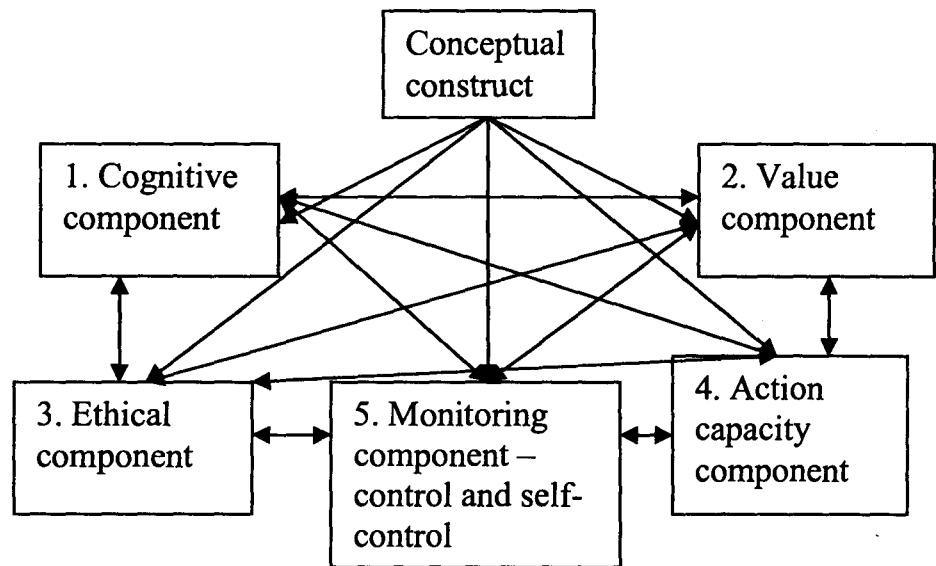 Conceptual
construct
1. Cognitive
component
2. Value
component
3. Ethical
component
5. Monitoring
component –
control and self-
control
4. Action
capacity
component